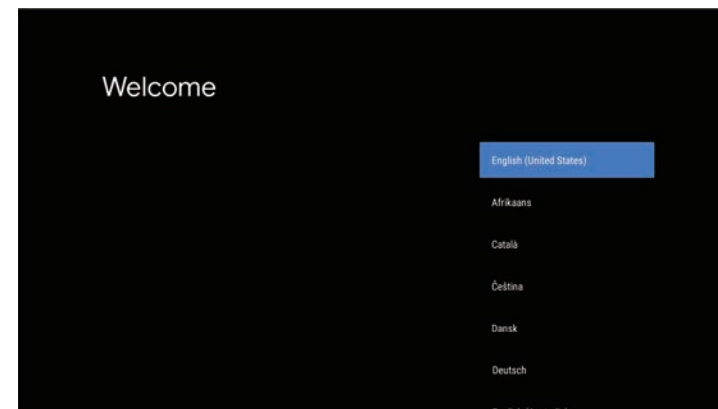 Welcome
English (United States)
Afrikaans
Català
Čeština
Dansk
Deutsch